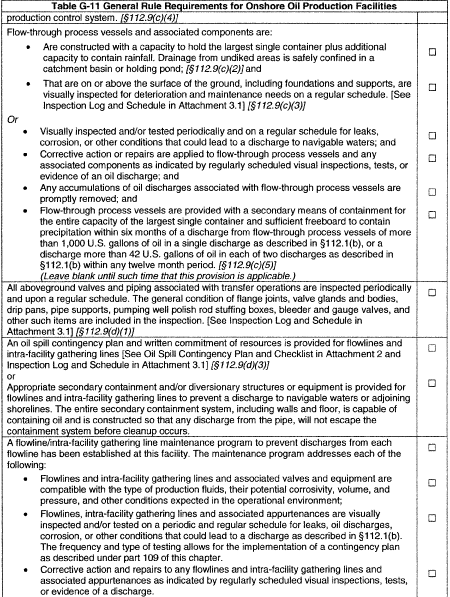 Table G-11 General Rule Requirements for Onshore Oil Production Facilities
production control system. [§112.9(c)(4)]
Flow-through process vessels and associated components are:
• Are constructed with a capacity to hold the largest single container plus additional
capacity to contain rainfall. Drainage from undiked areas is safely confined in a
catchment basin or holding pond; [§112.9(c)(2)] and
• That are on or above the surface of the ground, including foundations and supports, are
visually inspected for deterioration and maintenance needs on a regular schedule. [See
Inspection Log and Schedule in Attachment 3.1] [§112.9(c)(3)]
Or
• Visually inspected and/or tested periodically and on a regular schedule for leaks,
corrosion, or other conditions that could lead to a discharge to navigable waters; and
• Corrective action or repairs are applied to flow-through process vessels and any
associated components as indicated by regularly scheduled visual inspections, tests, or
evidence of an oil discharge; and
• Any accumulations of oil discharges associated with flow-through process vessels are
promptly removed; and
• Flow-through process vessels are provided with a secondary means of containment for
the entire capacity of the largest single container and sufficient freeboard to contain
precipitation within six months of a discharge from flow-through process vessels of more
than 1,000 U.S. gallons of oil in a single discharge as described in §112.1(b), or a
discharge more than 42 U.S. gallons of oil in each of two discharges as described in
§112.1(b) within any twelve month period. [§112.9(c)(5)]
(Leave blank until such time that this provision is applicable.)
All aboveground valves and piping associated with transfer operations are inspected periodically
and upon a regular schedule. The general condition of flange joints, valve glands and bodies,
drip pans, pipe supports, pumping well polish rod stuffing boxes, bleeder and gauge valves, and
other such items are included in the inspection. [See Inspection Log and Schedule in
Attachment 3.1] [§112.9(d)(1)]
An oil spill contingency plan and written commitment of resources is provided for flowlines and
intra-facility gathering lines [See Oil Spill Contingency Plan and Checklist in Attachment 2 and
Inspection Log and Schedule in Attachment 3.1] [§112.9(d)(3)]
or
Appropriate secondary containment and/or diversionary structures or equipment is provided for
flowlines and intra-facility gathering lines to prevent a discharge to navigable waters or adjoining
shorelines. The entire secondary containment system, including walls and floor, is capable of
containing oil and is constructed so that any discharge from the pipe, will not escape the
containment system before cleanup occurs.
A flowline/intra-facility gathering line maintenance program to prevent discharges from each
flowline has been established at this facility. The maintenance program addresses each of the
following:
• Flowlines and intra-facility gathering lines and associated valves and equipment are
compatible with the type of production fluids, their potential corrosivity, volume, and
pressure, and other conditions expected in the operational environment;
• Flowlines, intra-facility gathering lines and associated appurtenances are visually
inspected and/or tested on a periodic and regular schedule for leaks, oil discharges,
corrosion, or other conditions that could lead to a discharge as described in §112.1(b).
The frequency and type of testing allows for the implementation of a contingency plan
as described under part 109 of this chapter.
• Corrective action and repairs to any flowlines and intra-facility gathering lines and
associated appurtenances as indicated by regularly scheduled visual inspections, tests,
or evidence of a discharge.